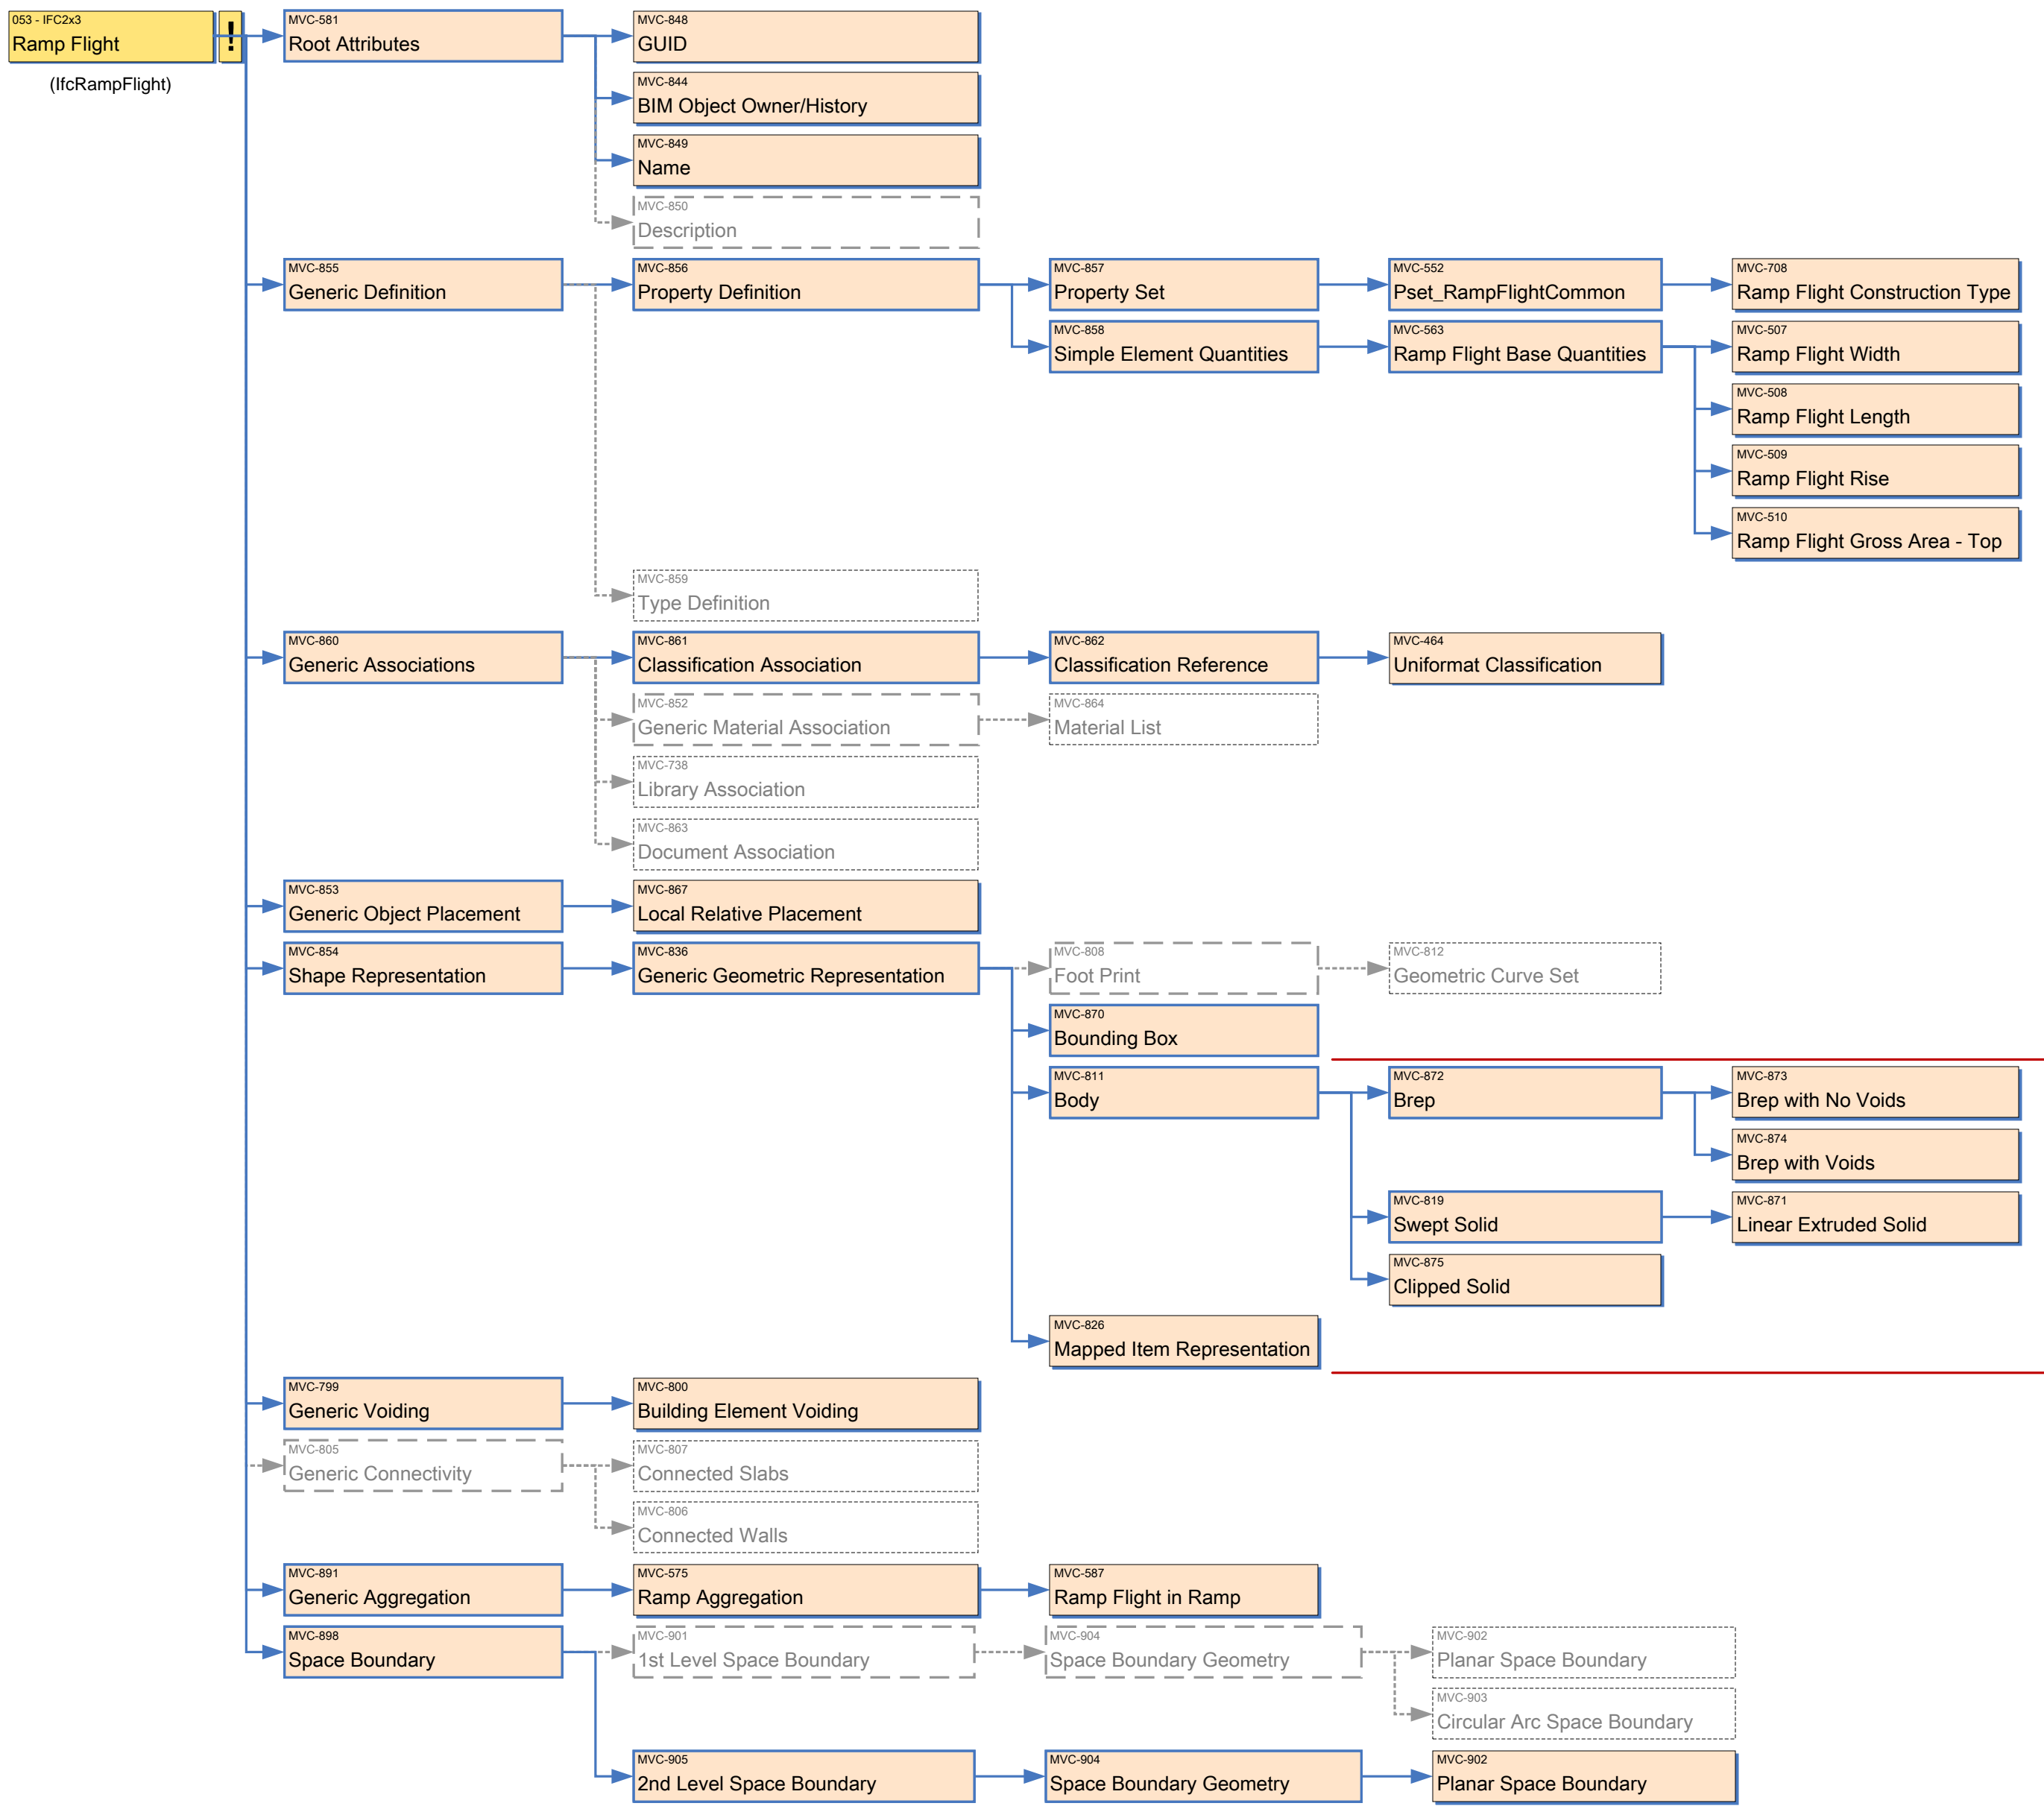 053 - IFC2x3
Ramp Flight
!
(IfcRampFlight)
MVC-581
Root Attributes
MVC-848
GUID
MVC-844
BIM Object Owner/History
MVC-849
Name
MVC-850
Description
MVC-855
Generic Definition
MVC-856
Property Definition
MVC-857
Property Set
MVC-552
Pset_RampFlightCommon
MVC-708
Ramp Flight Construction Type
MVC-858
Simple Element Quantities
MVC-563
Ramp Flight Base Quantities
MVC-507
Ramp Flight Width
MVC-508
Ramp Flight Length
MVC-509
Ramp Flight Rise
MVC-510
Ramp Flight Gross Area - Top
MVC-859
Type Definition
MVC-860
Generic Associations
MVC-861
Classification Association
MVC-862
Classification Reference
MVC-464
Uniformat Classification
MVC-852
Generic Material Association
MVC-864
Material List
MVC-738
Library Association
MVC-863
Document Association
MVC-853
Generic Object Placement
MVC-867
Local Relative Placement
MVC-854
Shape Representation
MVC-836
Generic Geometric Representation
MVC-808
Foot Print
MVC-812
Geometric Curve Set
MVC-870
Bounding Box
MVC-811
Body
MVC-872
Brep
MVC-873
Brep with No Voids
MVC-874
Brep with Voids
MVC-819
Swept Solid
MVC-871
Linear Extruded Solid
MVC-875
Clipped Solid
MVC-826
Mapped Item Representation
MVC-799
Generic Voiding
MVC-800
Building Element Voiding
MVC-805
Generic Connectivity
MVC-807
Connected Slabs
MVC-806
Connected Walls
MVC-891
Generic Aggregation
MVC-575
Ramp Aggregation
MVC-587
Ramp Flight in Ramp
MVC-898
Space Boundary
MVC-901
1st Level Space Boundary
MVC-904
Space Boundary Geometry
MVC-902
Planar Space Boundary
MVC-903
Circular Arc Space Boundary
MVC-905
2nd Level Space Boundary
MVC-904
Space Boundary Geometry
MVC-902
Planar Space Boundary